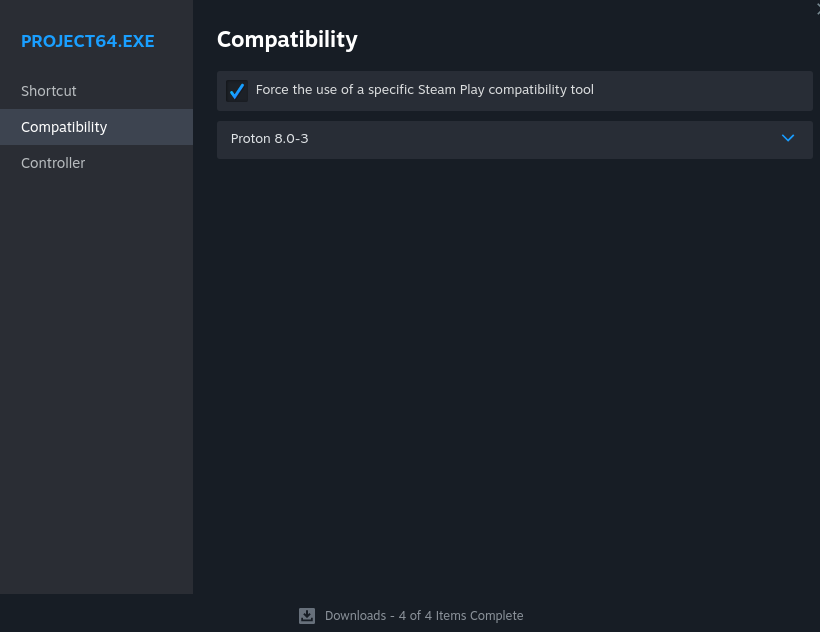 PROJECT64.EXE
Shortcut
Compatibility
Controller
Compatibility
Force the use of a specific Steam Play compatibility tool
Proton 8.0-3
Downloads - 4 of 4 Items Complete